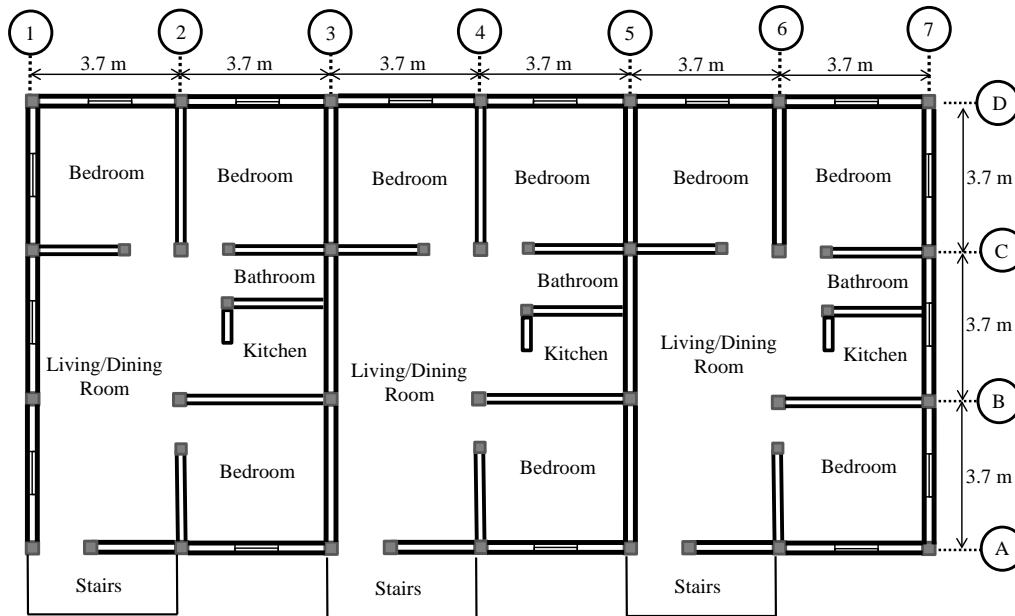 1 2 3 4 5 6 7
3.7 m 3.7 m 3.7 m 3.7 m 3.7 m 3.7 m
D
Bedroom Bedroom Bedroom Bedroom Bedroom Bedroom
3.7 m
C
Bathroom Bathroom Bathroom
3.7 m
Kitchen Kitchen Kitchen
Living/Dining Living/Dining Living/Dining
Room Room Room
B
Bedroom Bedroom Bedroom
3.7 m
A
Stairs Stairs Stairs